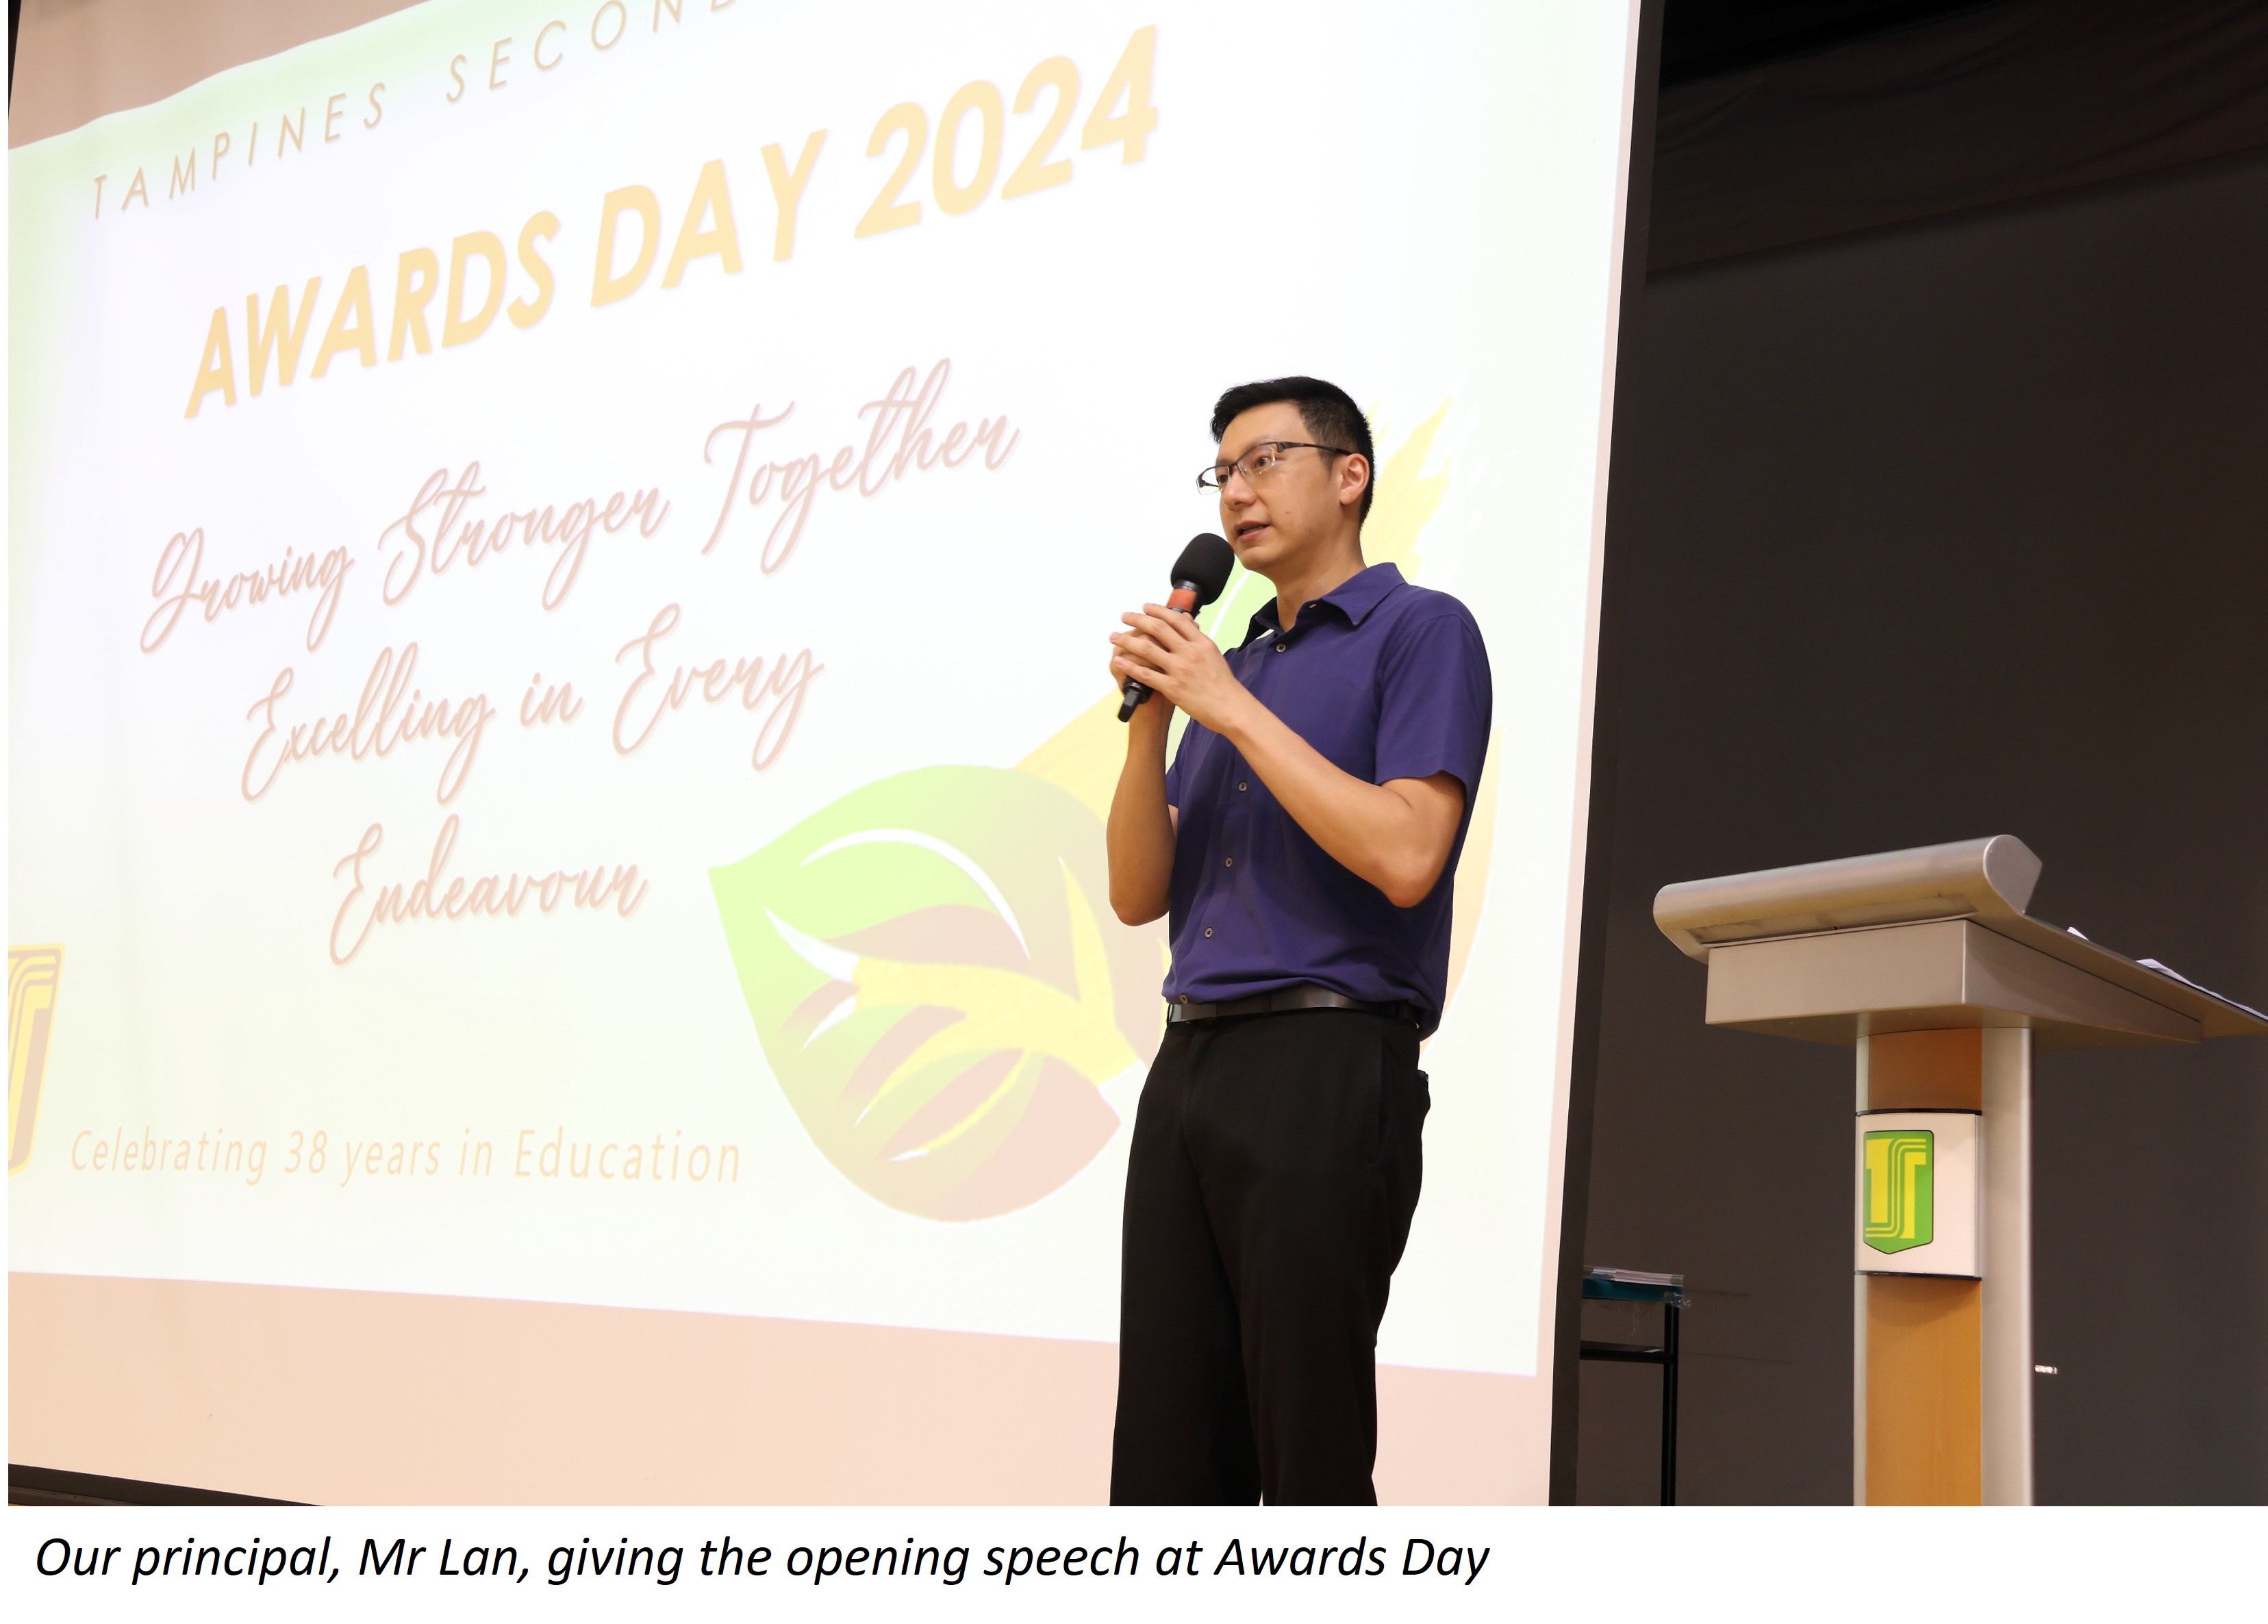 TAMPINES SECOND
AWARDS DAY 2024
Growing Stronger Together
Excelling in Every
Endeavour
Celebrating 38 years in Education
Our principal, Mr Lan, giving the opening speech at Awards Day